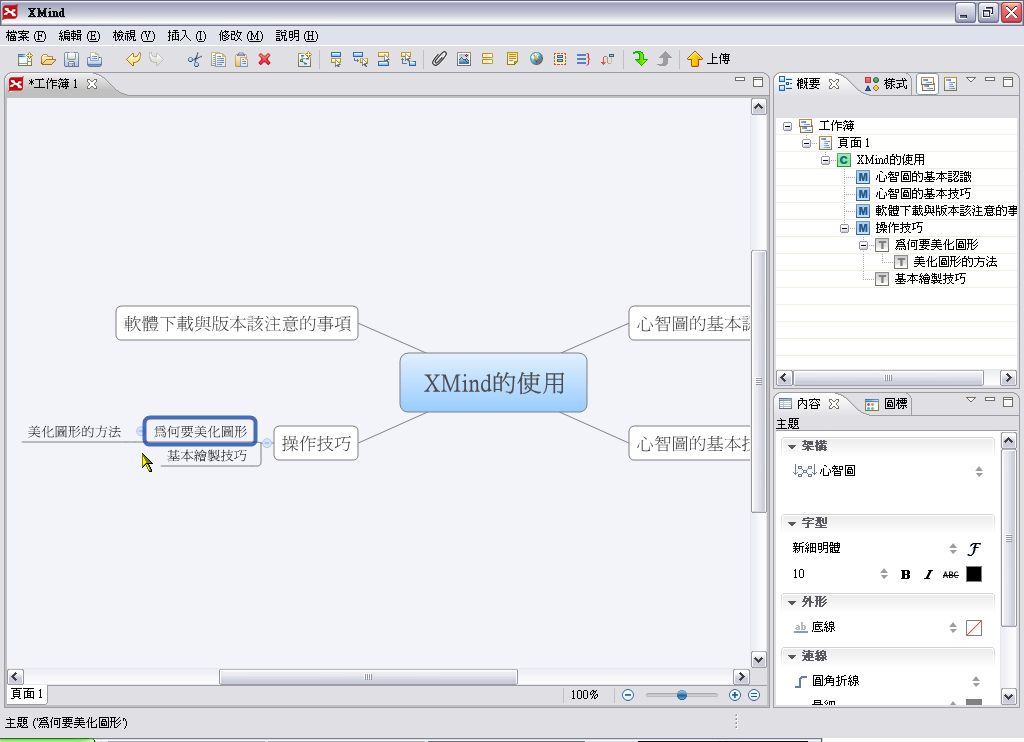 XMind
檔案 (F) 編輯 (E) 檢視 (V) 插入 (I) 修改 (M) 說明 (H)
上傳
*工作簿 1
軟體下載與版本該注意的事項
心智圖的基本認
XMind的使用
美化圖形的方法
為何要美化圖形
基本繪製技巧
操作技巧
心智圖的基本技
頁面 1
100%
主題 ('為何要美化圖形')
概要
樣式
工作簿
頁面 1
C XMind的使用
M 心智圖的基本認識
M 心智圖的基本技巧
M 軟體下載與版本該注意的事
M 操作技巧
T 為何要美化圖形
T 美化圖形的方法
T 基本繪製技巧
內容
圖標
主題
架構
心智圖
字型
新細明體
10 B I ABC
外形
ab 底線
連線
圓角折線